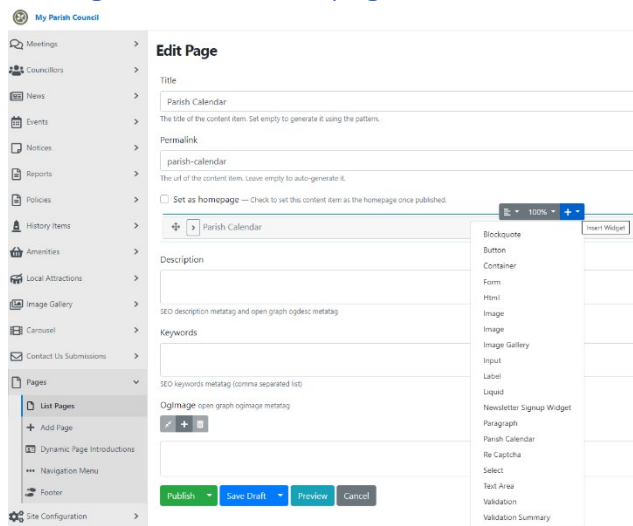 My Parish Council
Meetings
Councillors
News
Events
Notices
Reports
Policies
History Items
Amenities
Local Attractions
Image Gallery
Carousel
Contact Us Submissions
Pages
List Pages
Add Page
Dynamic Page Introductions
Navigation Menu
Footer
Site Configuration
Edit Page
Title
Parish Calendar
The title of the content item. Set empty to generate it using the pattern.
Permalink
parish-calendar
The url of the content item. Leave empty to auto-generate it.
Set as homepage — Check to set this content item as the homepage once published.
100%
Insert Widget
Parish Calendar
Description
SEO description metatag and open graph ogdesc metatag
Keywords
SEO keywords metatag (comma separated list)
OgImage open graph ogimage metatag
Publish Save Draft Preview Cancel
Blockquote
Button
Container
Form
Html
Image
Image
Image Gallery
Input
Label
Liquid
Newsletter Signup Widget
Paragraph
Parish Calendar
Re Captcha
Select
Text Area
Validation
Validation Summary